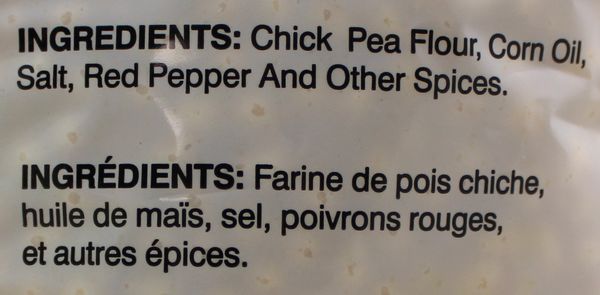 INGREDIENTS: Chick Pea Flour, Corn Oil,
Salt, Red Pepper And Other Spices.
INGRÉDIENTS: Farine de pois chiche,
huile de maïs, sel, poivrons rouges,
et autres épices.